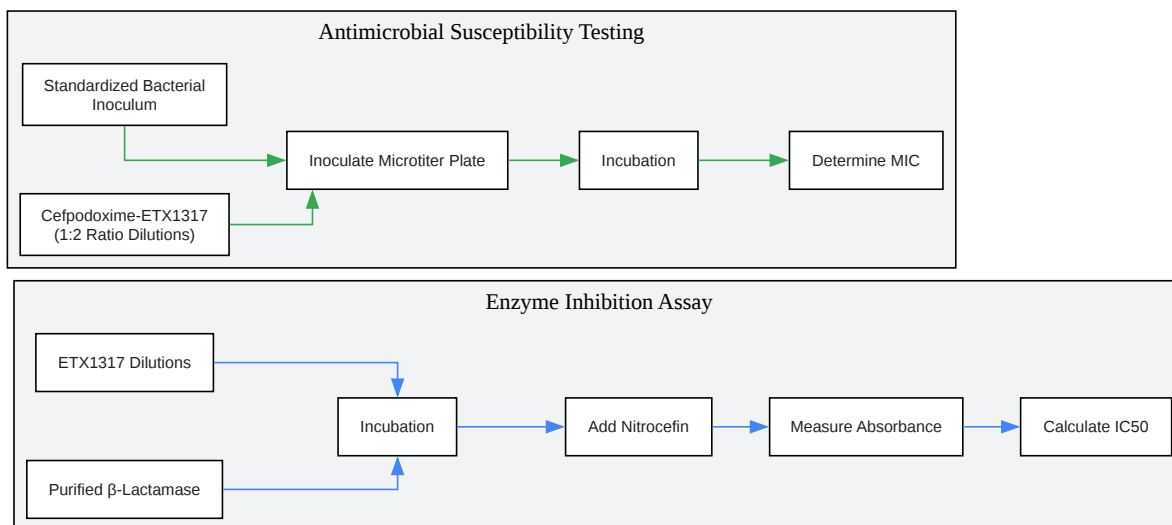 Antimicrobial Susceptibility Testing
Standardized Bacterial
Inoculum
Inoculate Microtiter Plate
Incubation
Determine MIC
Cefpodoxime-ETX1317
(1:2 Ratio Dilutions)
Enzyme Inhibition Assay
ETX1317 Dilutions
Incubation
Add Nitrocefin
Measure Absorbance
Calculate IC50
Purified β-Lactamase